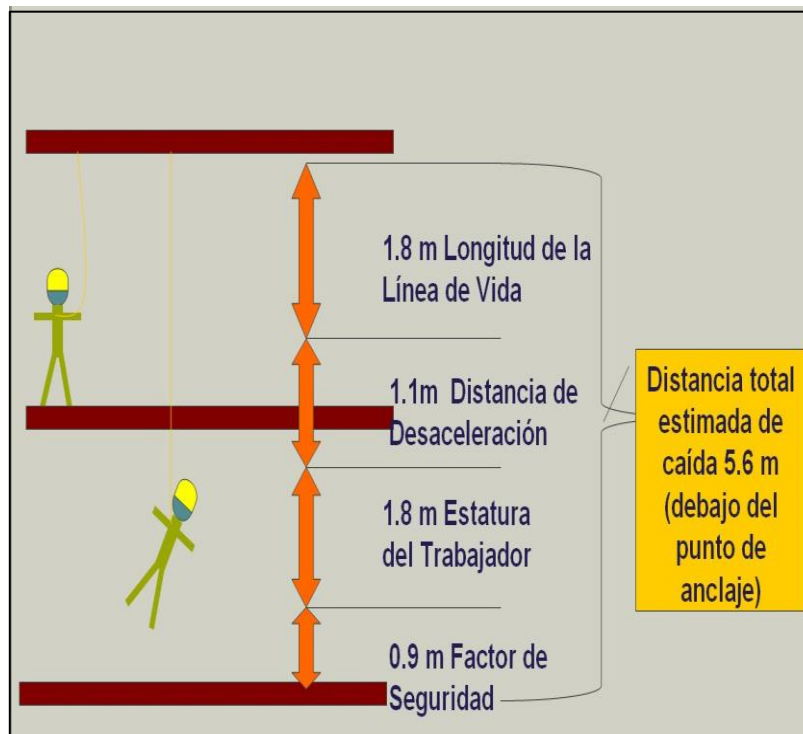 1.8 m Longitud de la
Línea de Vida
1.1m Distancia de
Desaceleración
1.8 m Estatura
del Trabajador
0.9 m Factor de
Seguridad
Distancia total
estimada de
caída 5.6 m
(debajo del
punto de
anclaje)